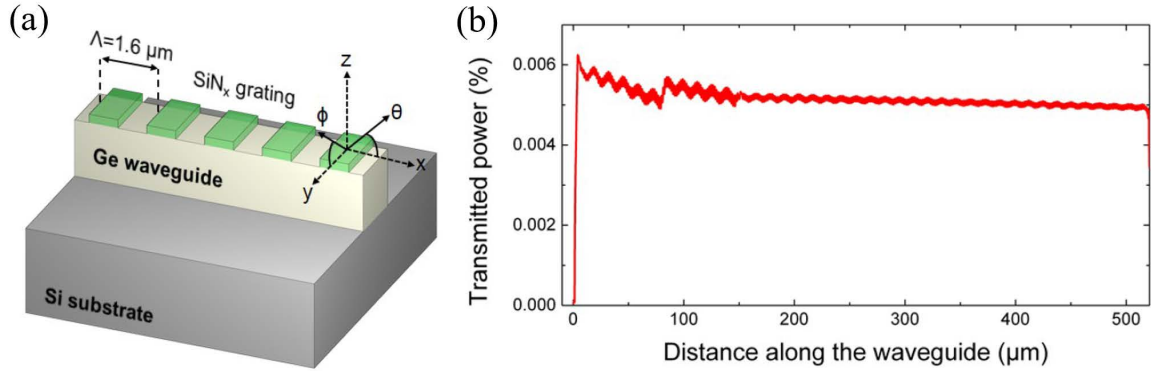 (a)
Λ=1.6 μm
SiNx grating
z
ϕ
θ
x
y
Ge waveguide
Si substrate
(b)
Transmitted power (%)
0.006
0.004
0.002
0.000
0 100 200 300 400 500
Distance along the waveguide (μm)